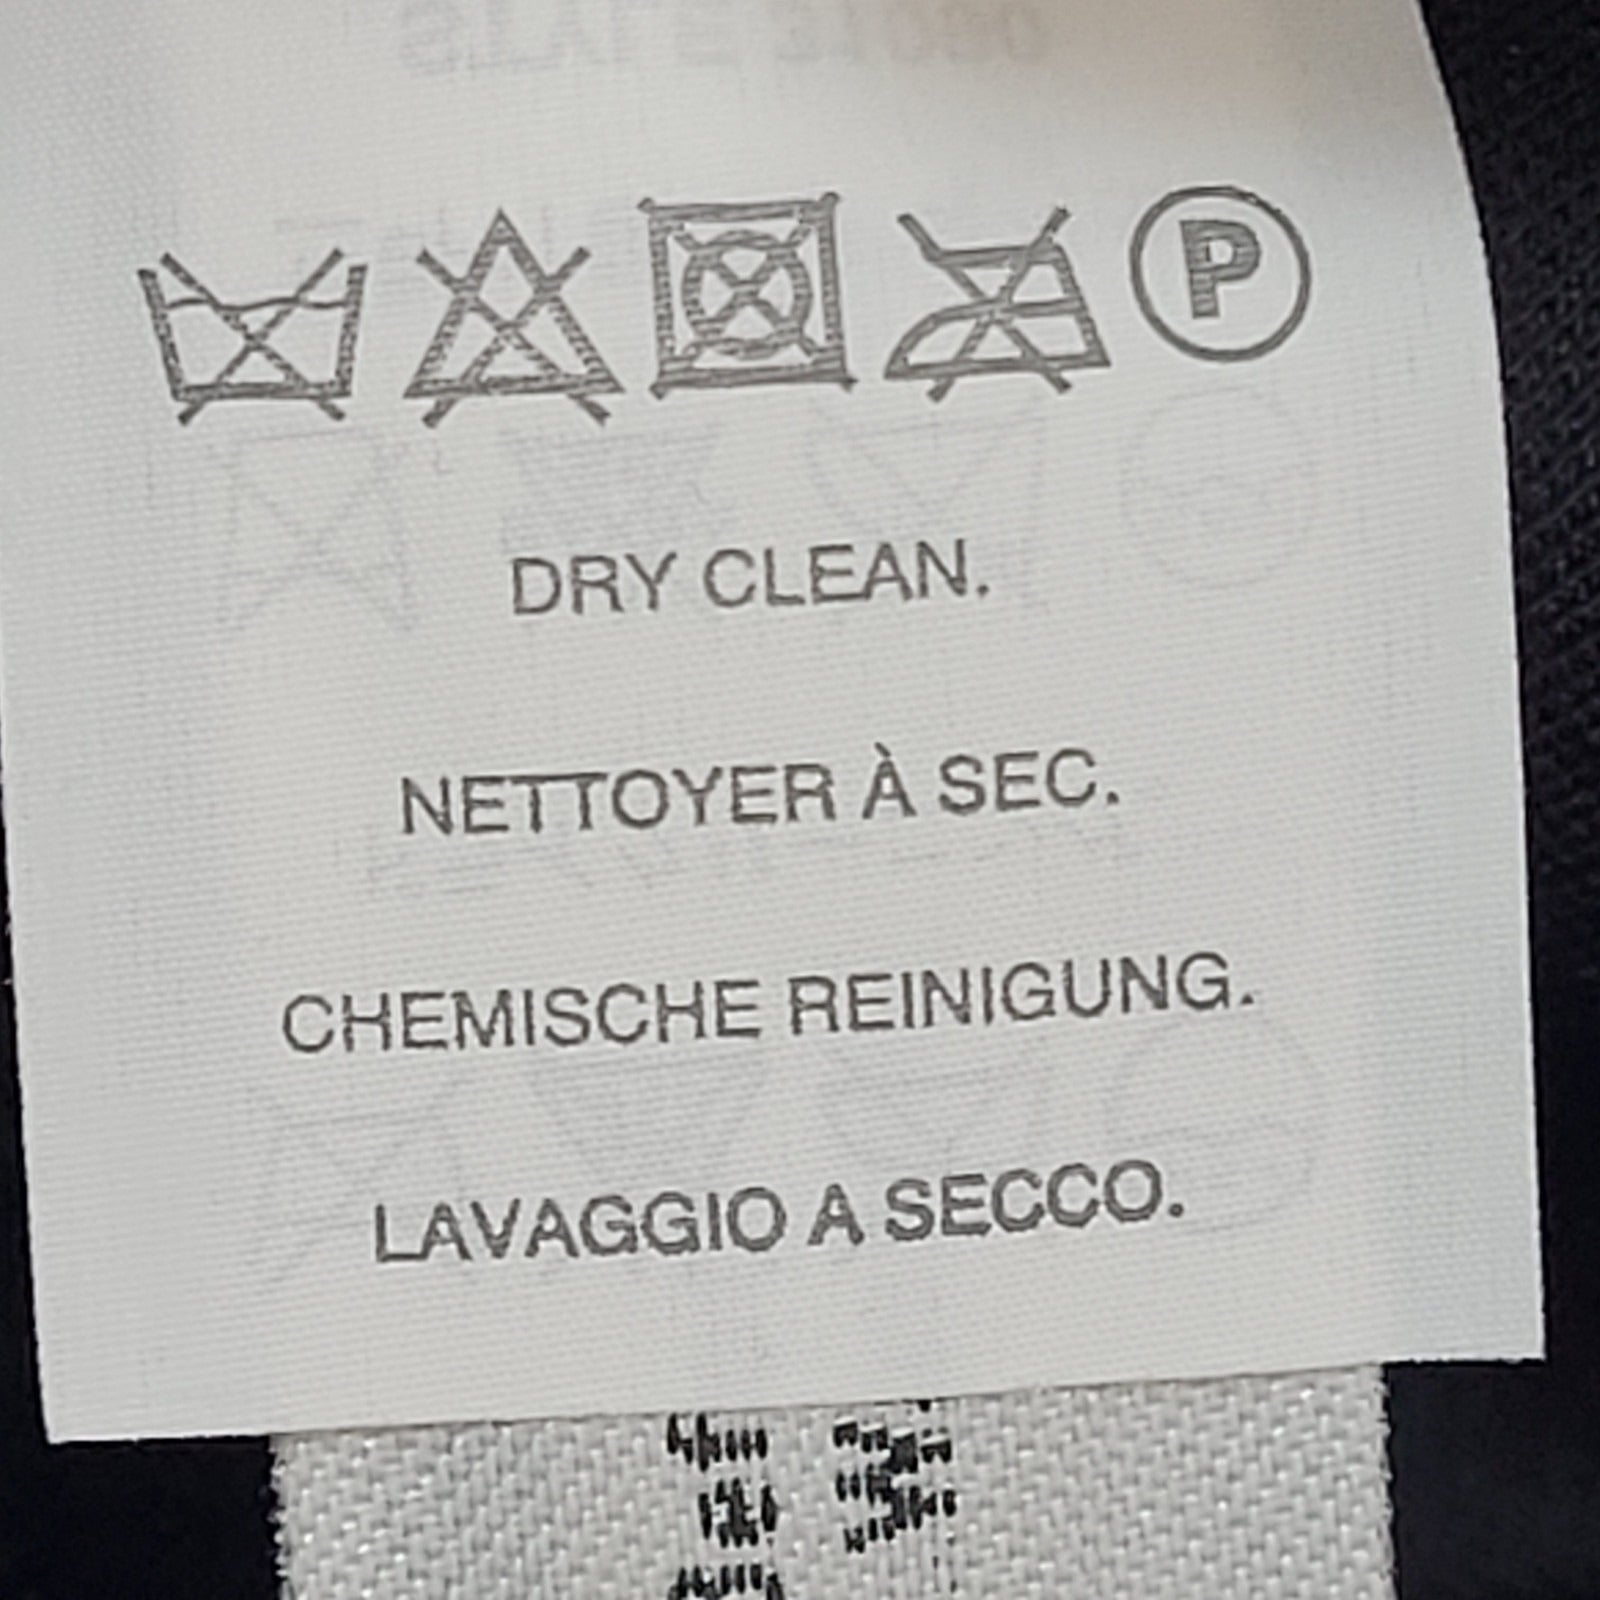 P
DRY CLEAN.
NETTOYER À SEC.
CHEMISCHE REINIGUNG.
LAVAGGIO A SECCO.